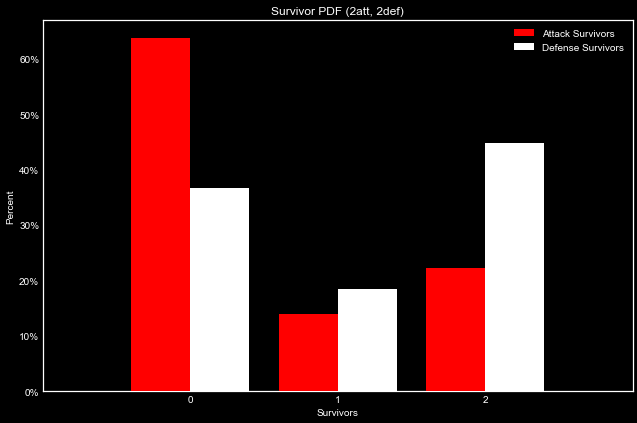 Survivor PDF (2att, 2def)
Attack Survivors
Defense Survivors
60%
50%
40%
30%
20%
10%
0%
Percent
0 1 2
Survivors